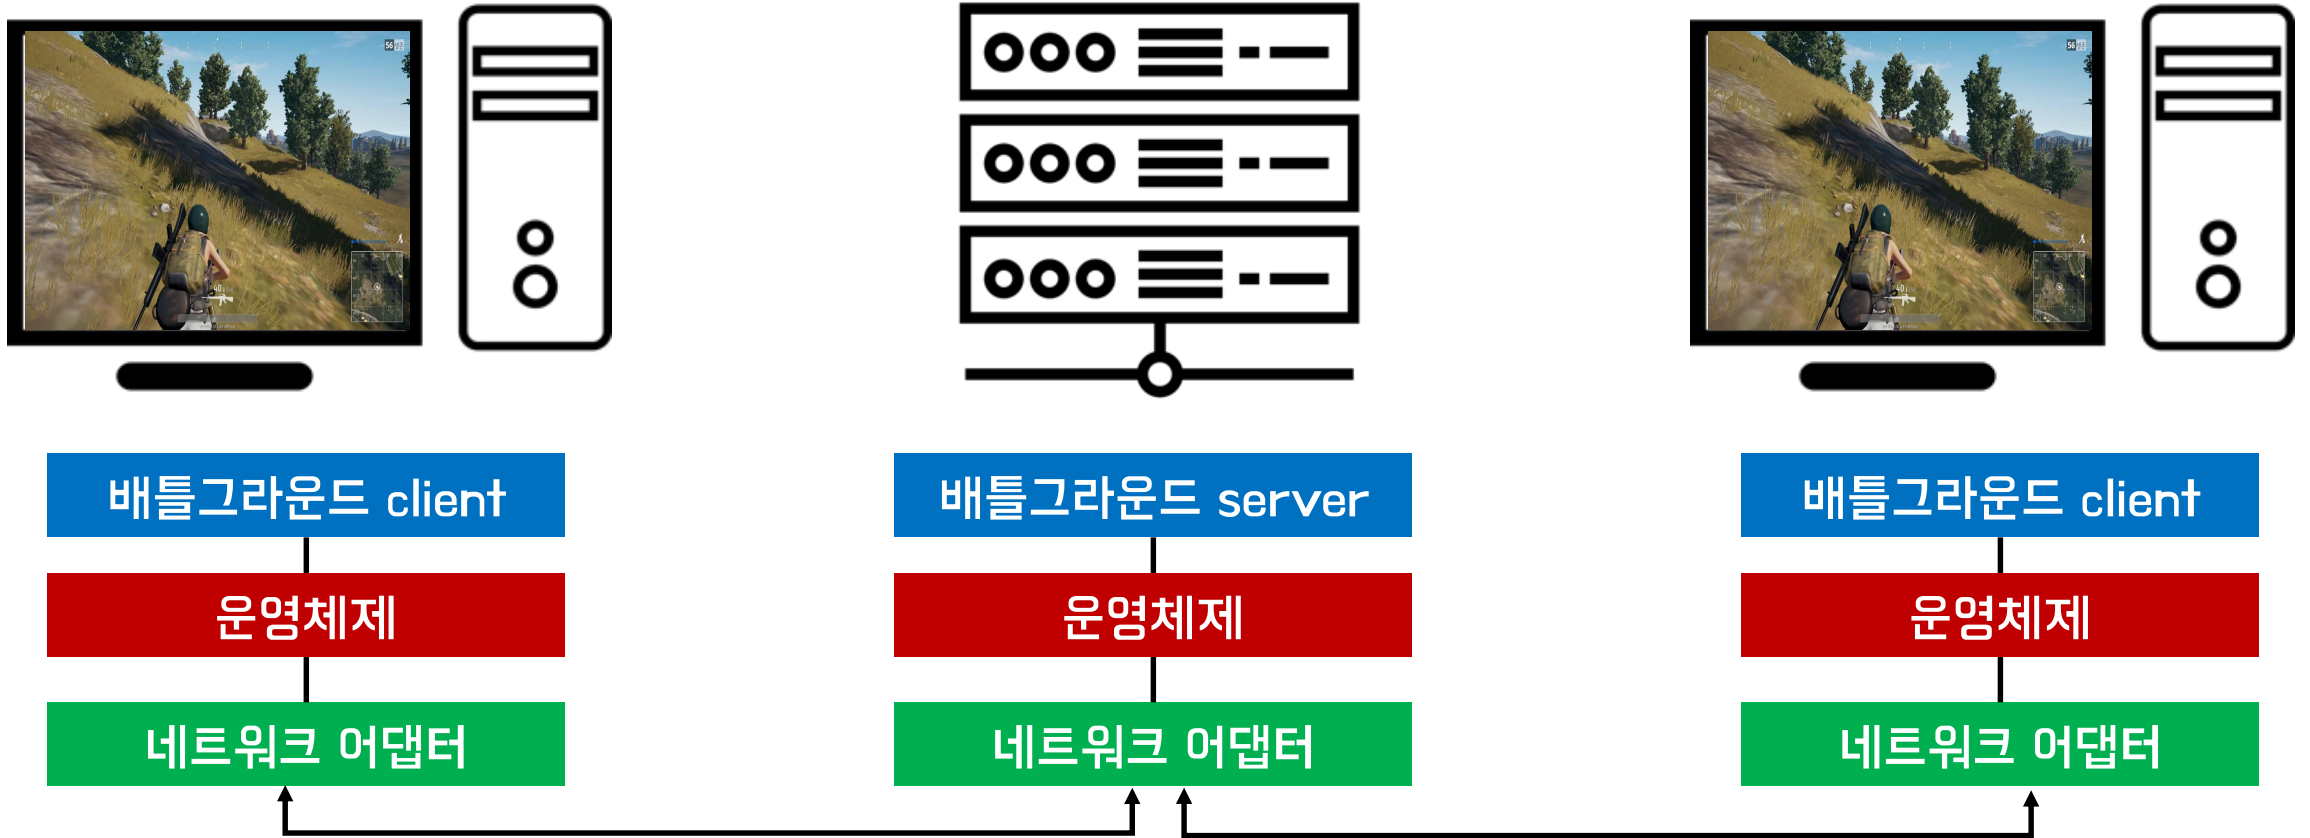 56
56
배틀그라운드 client
배틀그라운드 server
배틀그라운드 client
운영체제
운영체제
운영체제
네트워크 어댑터
네트워크 어댑터
네트워크 어댑터